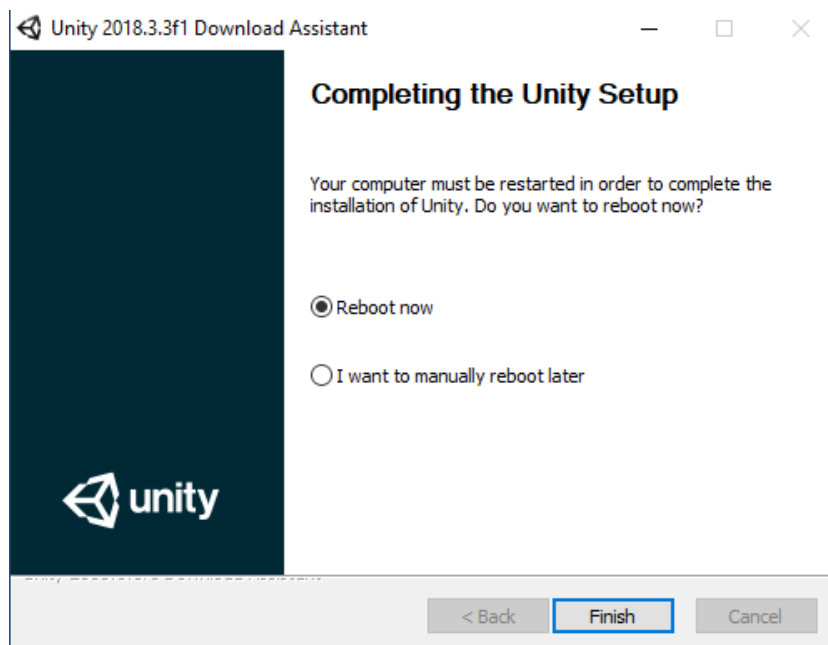 Unity 2018.3.3f1 Download Assistant
Completing the Unity Setup
Your computer must be restarted in order to complete the
installation of Unity. Do you want to reboot now?
Reboot now
I want to manually reboot later
unity
< Back
Finish
Cancel